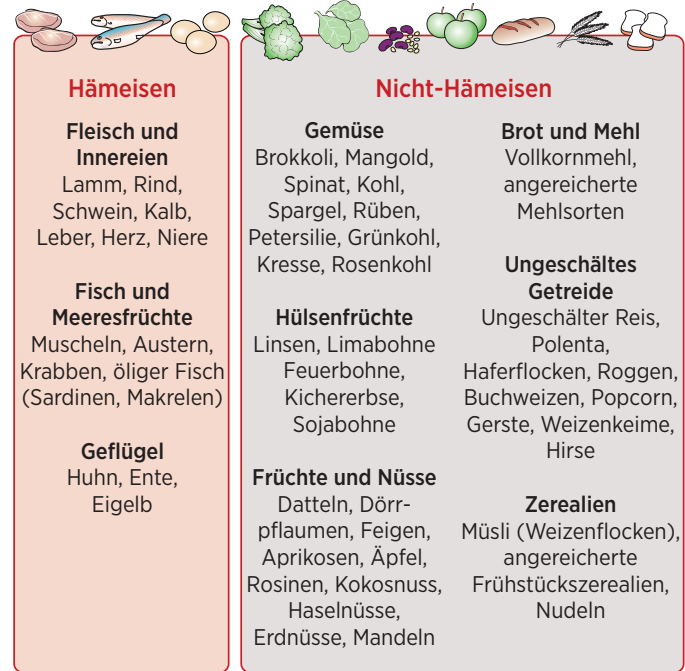 Hämeisen
Fleisch und
Innereien
Lamm, Rind,
Schwein, Kalb,
Leber, Herz, Niere
Fisch und
Meeresfrüchte
Muscheln, Austern,
Krabben, öliger Fisch
(Sardinen, Makrelen)
Geflügel
Huhn, Ente,
Eigelb
Nicht-Hämeisen
Gemüse
Brokkoli, Mangold,
Spinat, Kohl,
Spargel, Rüben,
Petersilie, Grünkohl,
Kresse, Rosenkohl
Hülsenfrüchte
Linsen, Limabohne
Feuerbohne,
Kichererbse,
Sojabohne
Früchte und Nüsse
Datteln, Dörr-
pflaumen, Feigen,
Aprikosen, Äpfel,
Rosinen, Kokosnuss,
Haselnüsse,
Erdnüsse, Mandeln
Brot und Mehl
Vollkornmehl,
angereicherte
Mehlsorten
Ungeschältes
Getreide
Ungeschälter Reis,
Polenta,
Haferflocken, Roggen,
Buchweizen, Popcorn,
Gerste, Weizenkeime,
Hirse
Zerealien
Müsli (Weizenflocken),
angereicherte
Frühstückszerealien,
Nudeln